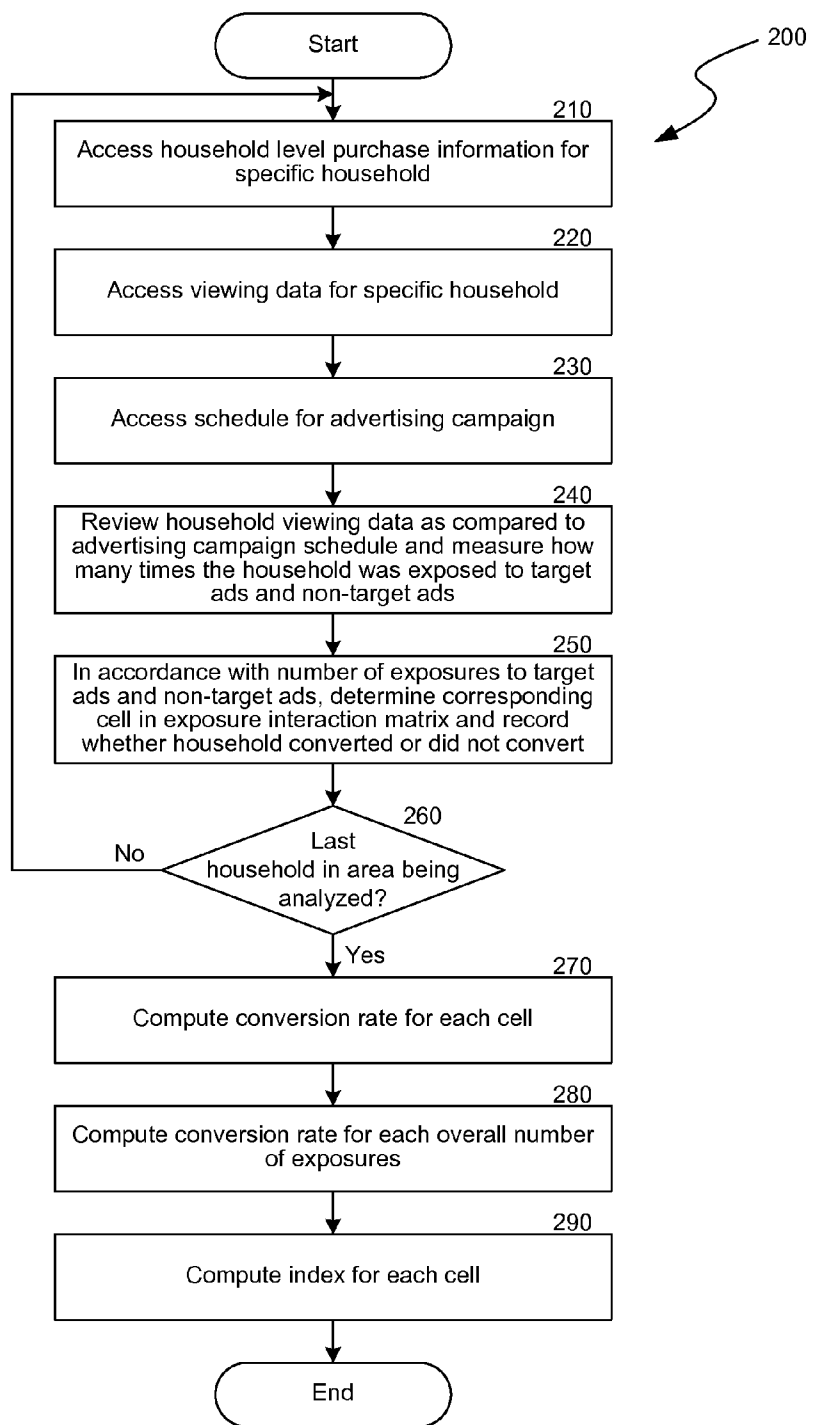 Start
200
210
Access household level purchase information for
specific household
220
Access viewing data for specific household
230
Access schedule for advertising campaign
240
Review household viewing data as compared to
advertising campaign schedule and measure how
many times the household was exposed to target
ads and non-target ads
250
In accordance with number of exposures to target
ads and non-target ads, determine corresponding
cell in exposure interaction matrix and record
whether household converted or did not convert
260
Last
household in area being
analyzed?
No
Yes
270
Compute conversion rate for each cell
280
Compute conversion rate for each overall number
of exposures
290
Compute index for each cell
End